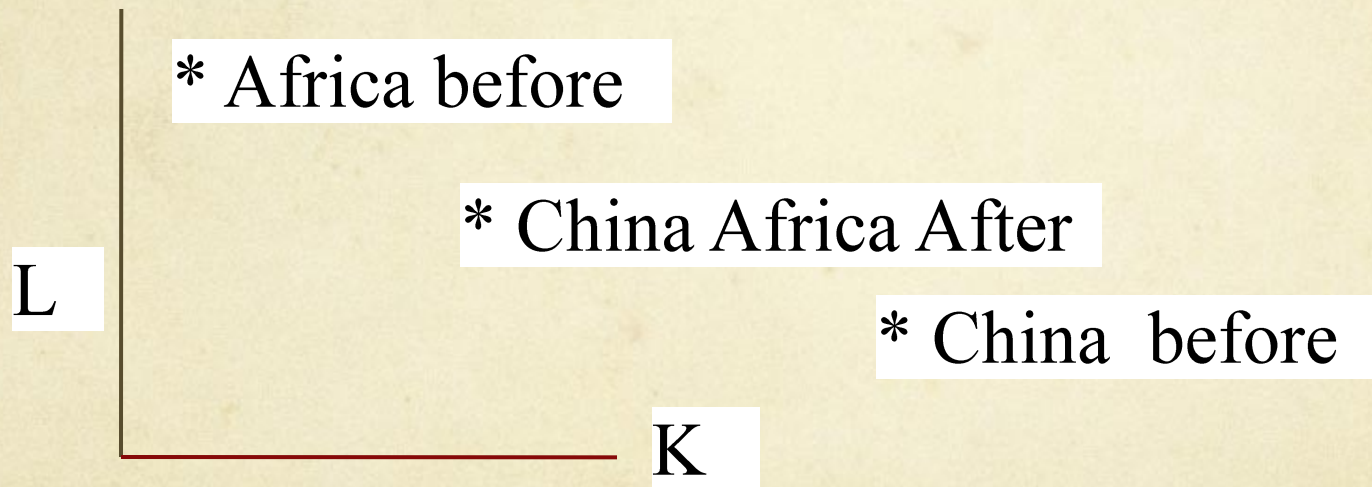 * Africa before
* China Africa After
L
* China before
K